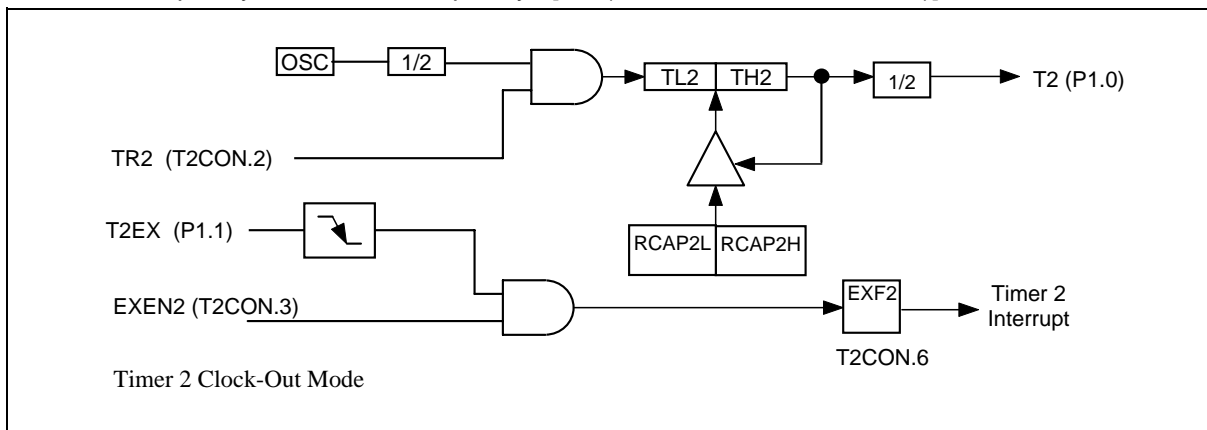 OSC
1/2
TL2
TH2
1/2
T2 (P1.0)
TR2 (T2CON.2)
T2EX (P1.1)
RCAP2L
RCAP2H
EXEN2 (T2CON.3)
EXF2
Timer 2
Interrupt
T2CON.6
Timer 2 Clock-Out Mode